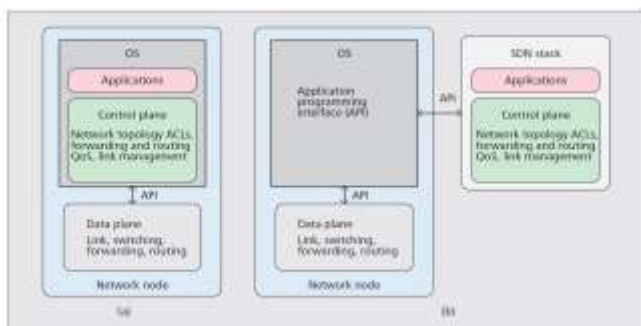 OS
Applications
Control plane
Network topology ACLs,
forwarding and routing
QoS, link management
API
Data plane
Link, switching,
forwarding, routing
Network node
(a)
OS
Application
programming
interface (API)
API
Data plane
Link, switching,
forwarding, routing
Network node
API
SDN stack
Applications
Control plane
Network topology ACLs,
forwarding and routing
QoS, link management
(b)